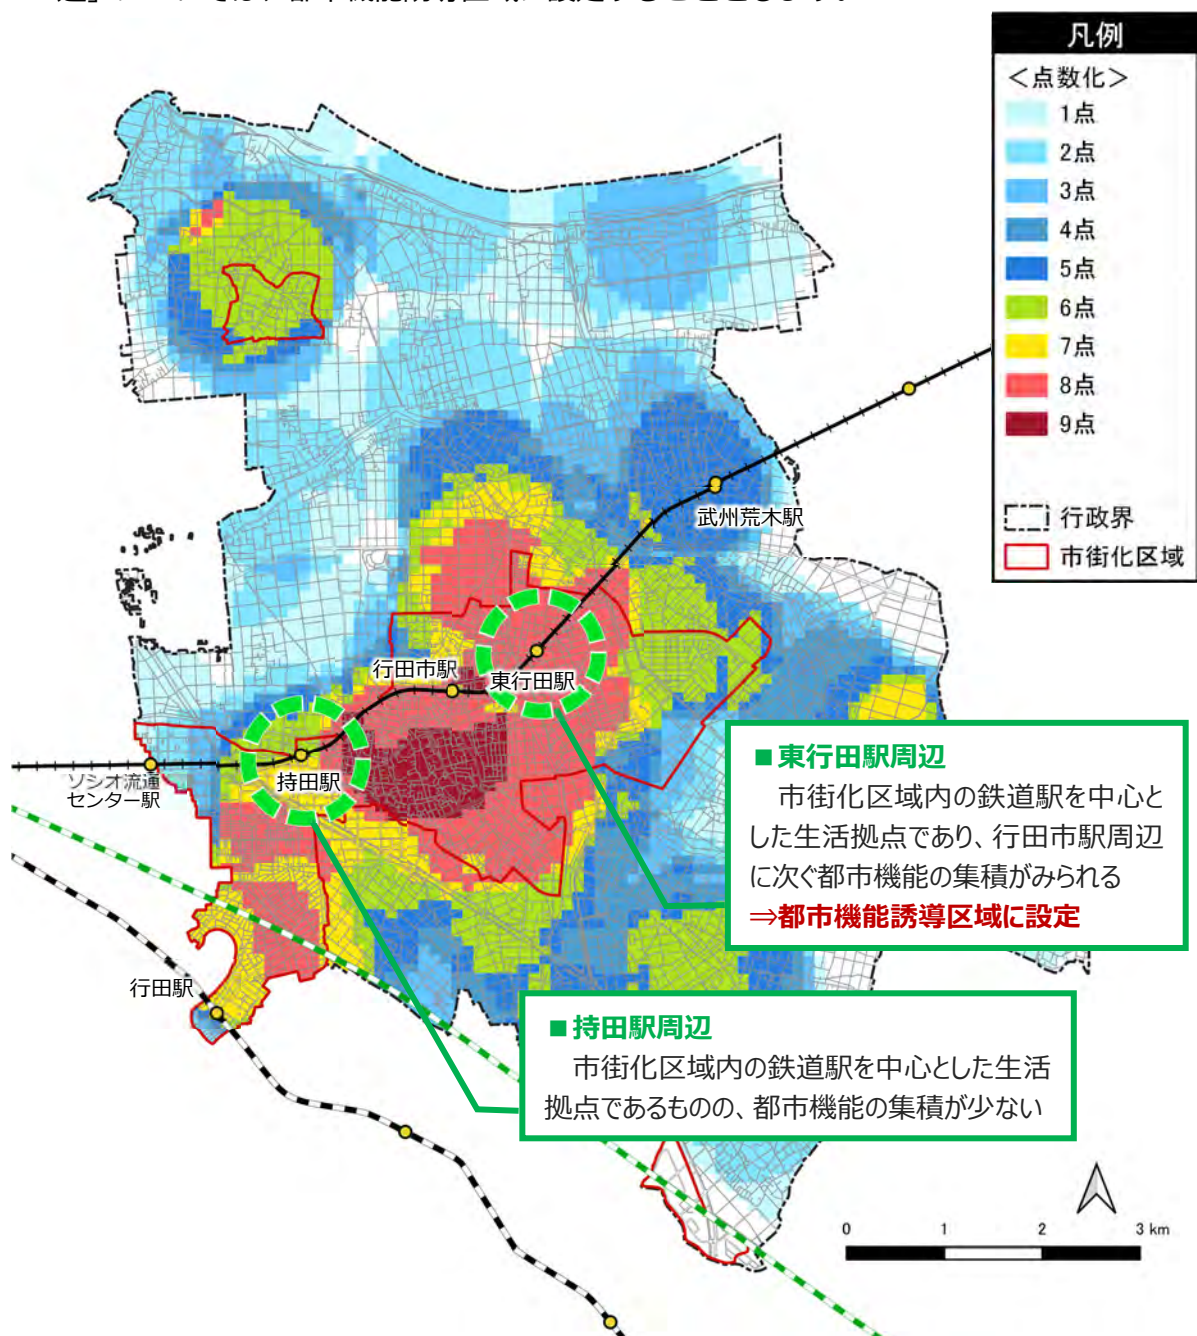 凡例
＜点数化＞
1点
2点
3点
4点
5点
6点
7点
8点
9点
行政界
市街化区域
武州荒木駅
東行田駅
行田市駅
持田駅
ソシオ流通
センター駅
行田駅
■東行田駅周辺
市街化区域内の鉄道駅を中心と
した生活拠点であり、行田市駅周辺
に次ぐ都市機能の集積がみられる
⇒都市機能誘導区域に設定
■持田駅周辺
市街化区域内の鉄道駅を中心とした生活
拠点であるものの、都市機能の集積が少ない
0 1 2 3 km